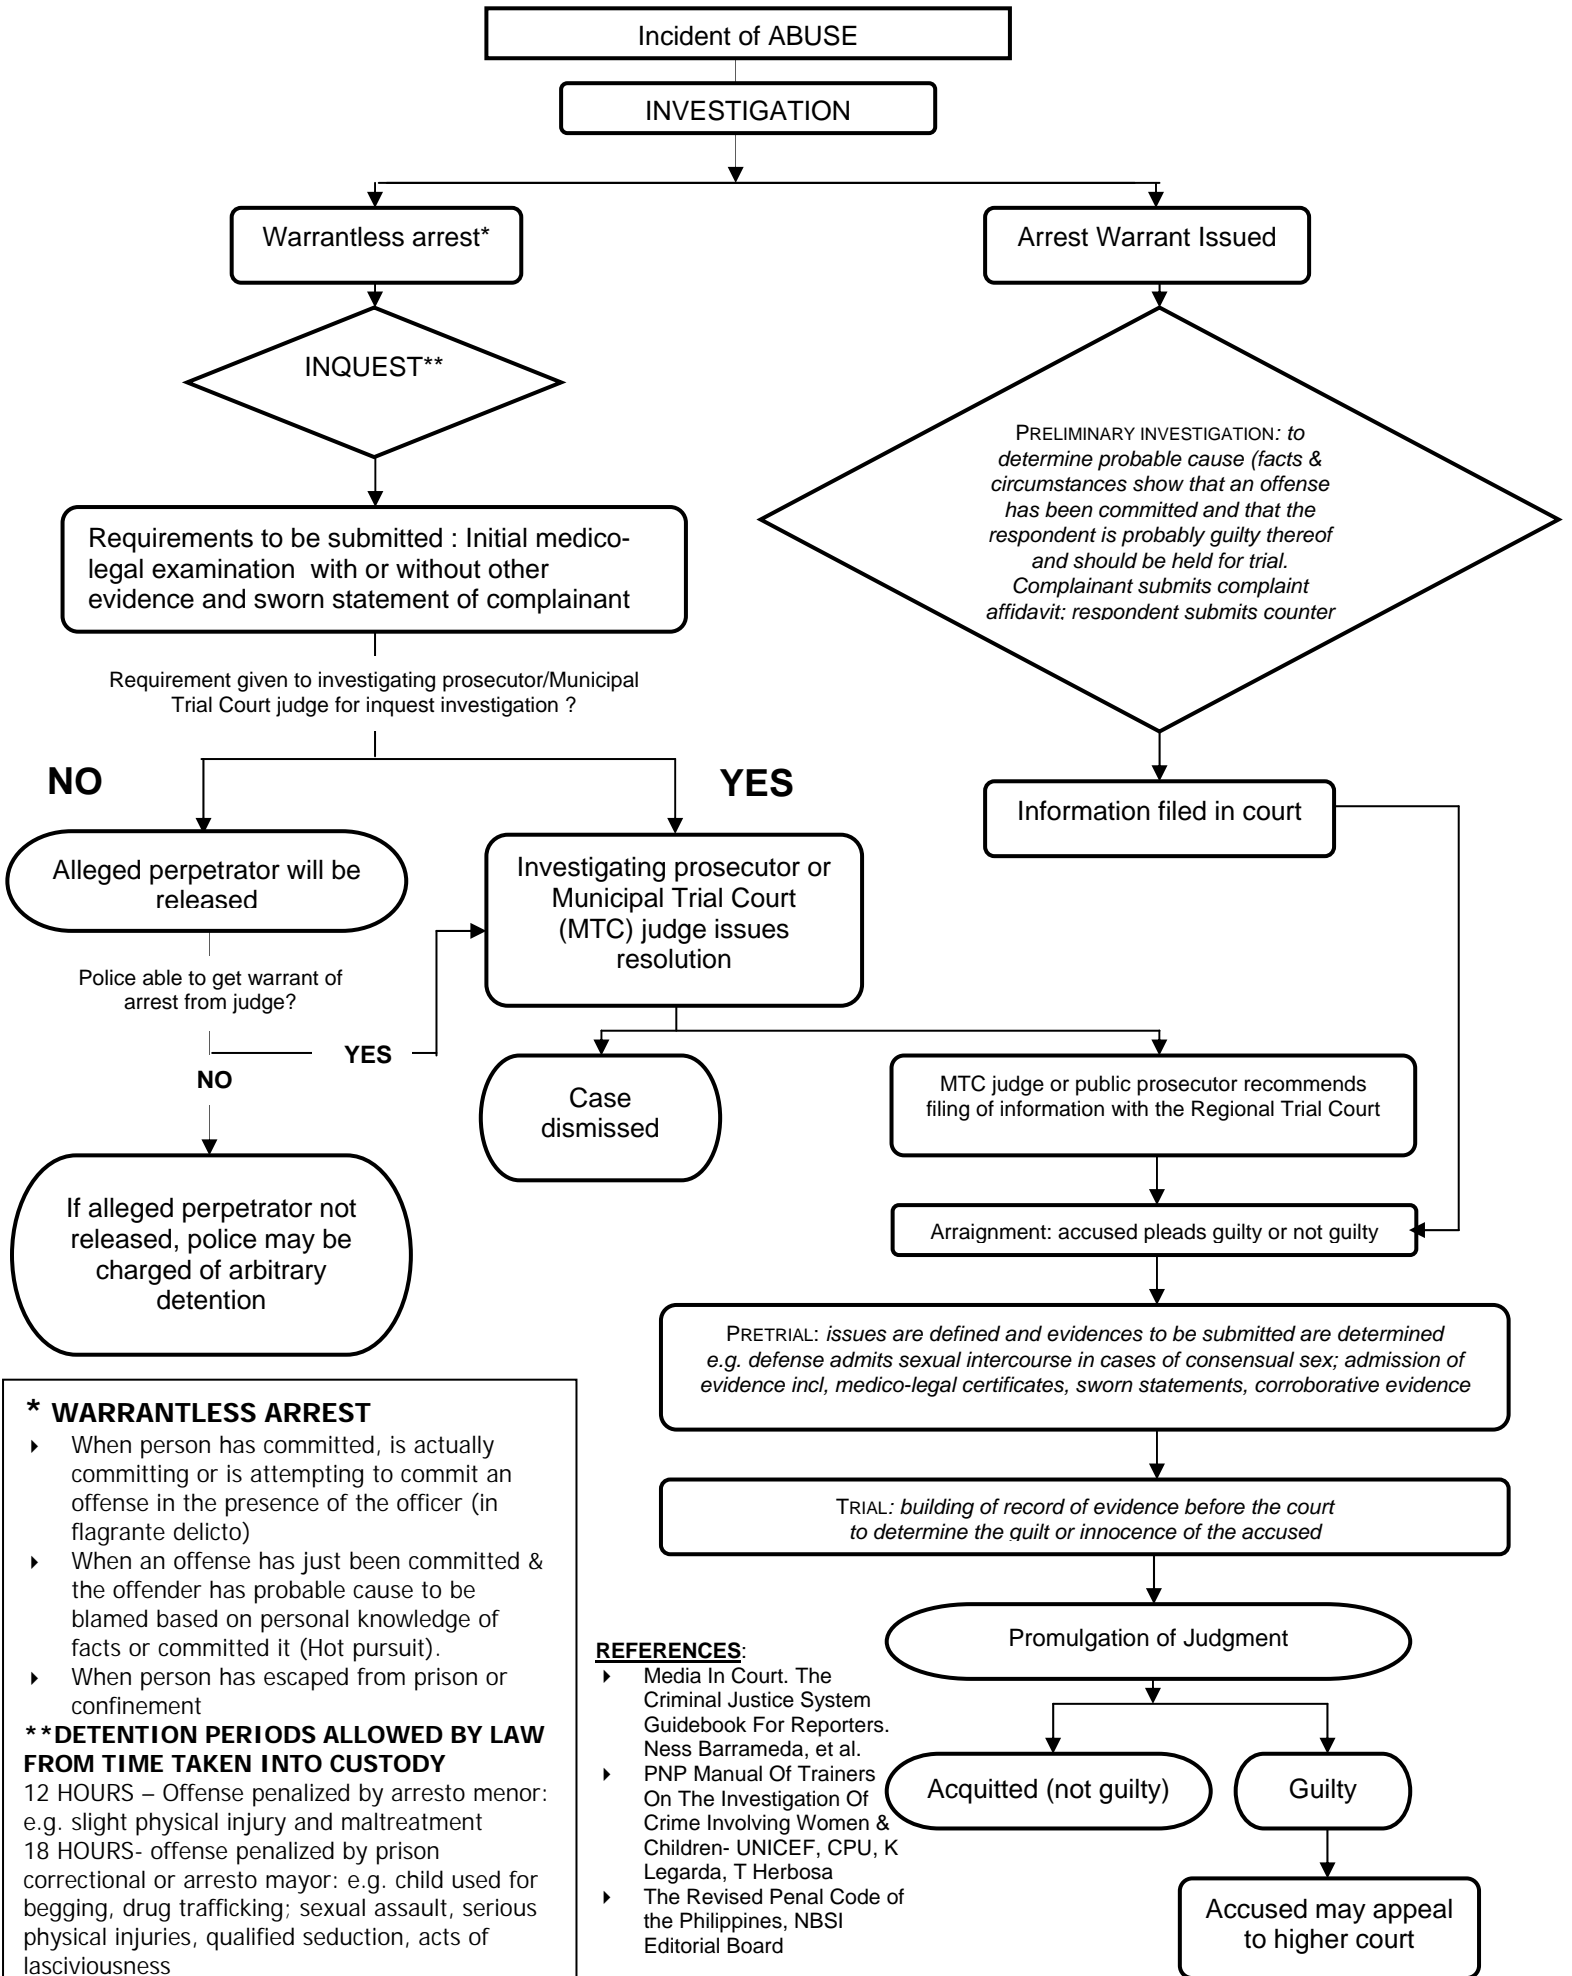 Incident of ABUSE
INVESTIGATION
Warrantless arrest*
Arrest Warrant Issued
INQUEST**
PRELIMINARY INVESTIGATION: to
determine probable cause (facts &
circumstances show that an offense
has been committed and that the
respondent is probably guilty thereof
and should be held for trial.
Complainant submits complaint
affidavit; respondent submits counter
Requirements to be submitted : Initial medico-
legal examination with or without other
evidence and sworn statement of complainant
Requirement given to investigating prosecutor/Municipal
Trial Court judge for inquest investigation ?
NO
YES
Information filed in court
Alleged perpetrator will be
released
Investigating prosecutor or
Municipal Trial Court
(MTC) judge issues
resolution
Police able to get warrant of
arrest from judge?
YES
NO
Case
dismissed
MTC judge or public prosecutor recommends
filing of information with the Regional Trial Court
If alleged perpetrator not
released, police may be
charged of arbitrary
detention
Arraignment: accused pleads guilty or not guilty
PRETRIAL: issues are defined and evidences to be submitted are determined
e.g. defense admits sexual intercourse in cases of consensual sex; admission of
evidence incl, medico-legal certificates, sworn statements, corroborative evidence
TRIAL: building of record of evidence before the court
to determine the guilt or innocence of the accused
Promulgation of Judgment
Acquitted (not guilty)
Guilty
Accused may appeal
to higher court
* WARRANTLESS ARREST
When person has committed, is actually
committing or is attempting to commit an
offense in the presence of the officer (in
flagrante delicto)
When an offense has just been committed &
the offender has probable cause to be
blamed based on personal knowledge of
facts or committed it (Hot pursuit).
When person has escaped from prison or
confinement
**DETENTION PERIODS ALLOWED BY LAW
FROM TIME TAKEN INTO CUSTODY
12 HOURS – Offense penalized by arresto menor:
e.g. slight physical injury and maltreatment
18 HOURS- offense penalized by prison
correctional or arresto mayor: e.g. child used for
begging, drug trafficking; sexual assault, serious
physical injuries, qualified seduction, acts of
lasciviousness
REFERENCES:
Media In Court. The
Criminal Justice System
Guidebook For Reporters.
Ness Barrameda, et al.
PNP Manual Of Trainers
On The Investigation Of
Crime Involving Women &
Children- UNICEF, CPU, K
Legarda, T Herbosa
The Revised Penal Code of
the Philippines, NBSI
Editorial Board